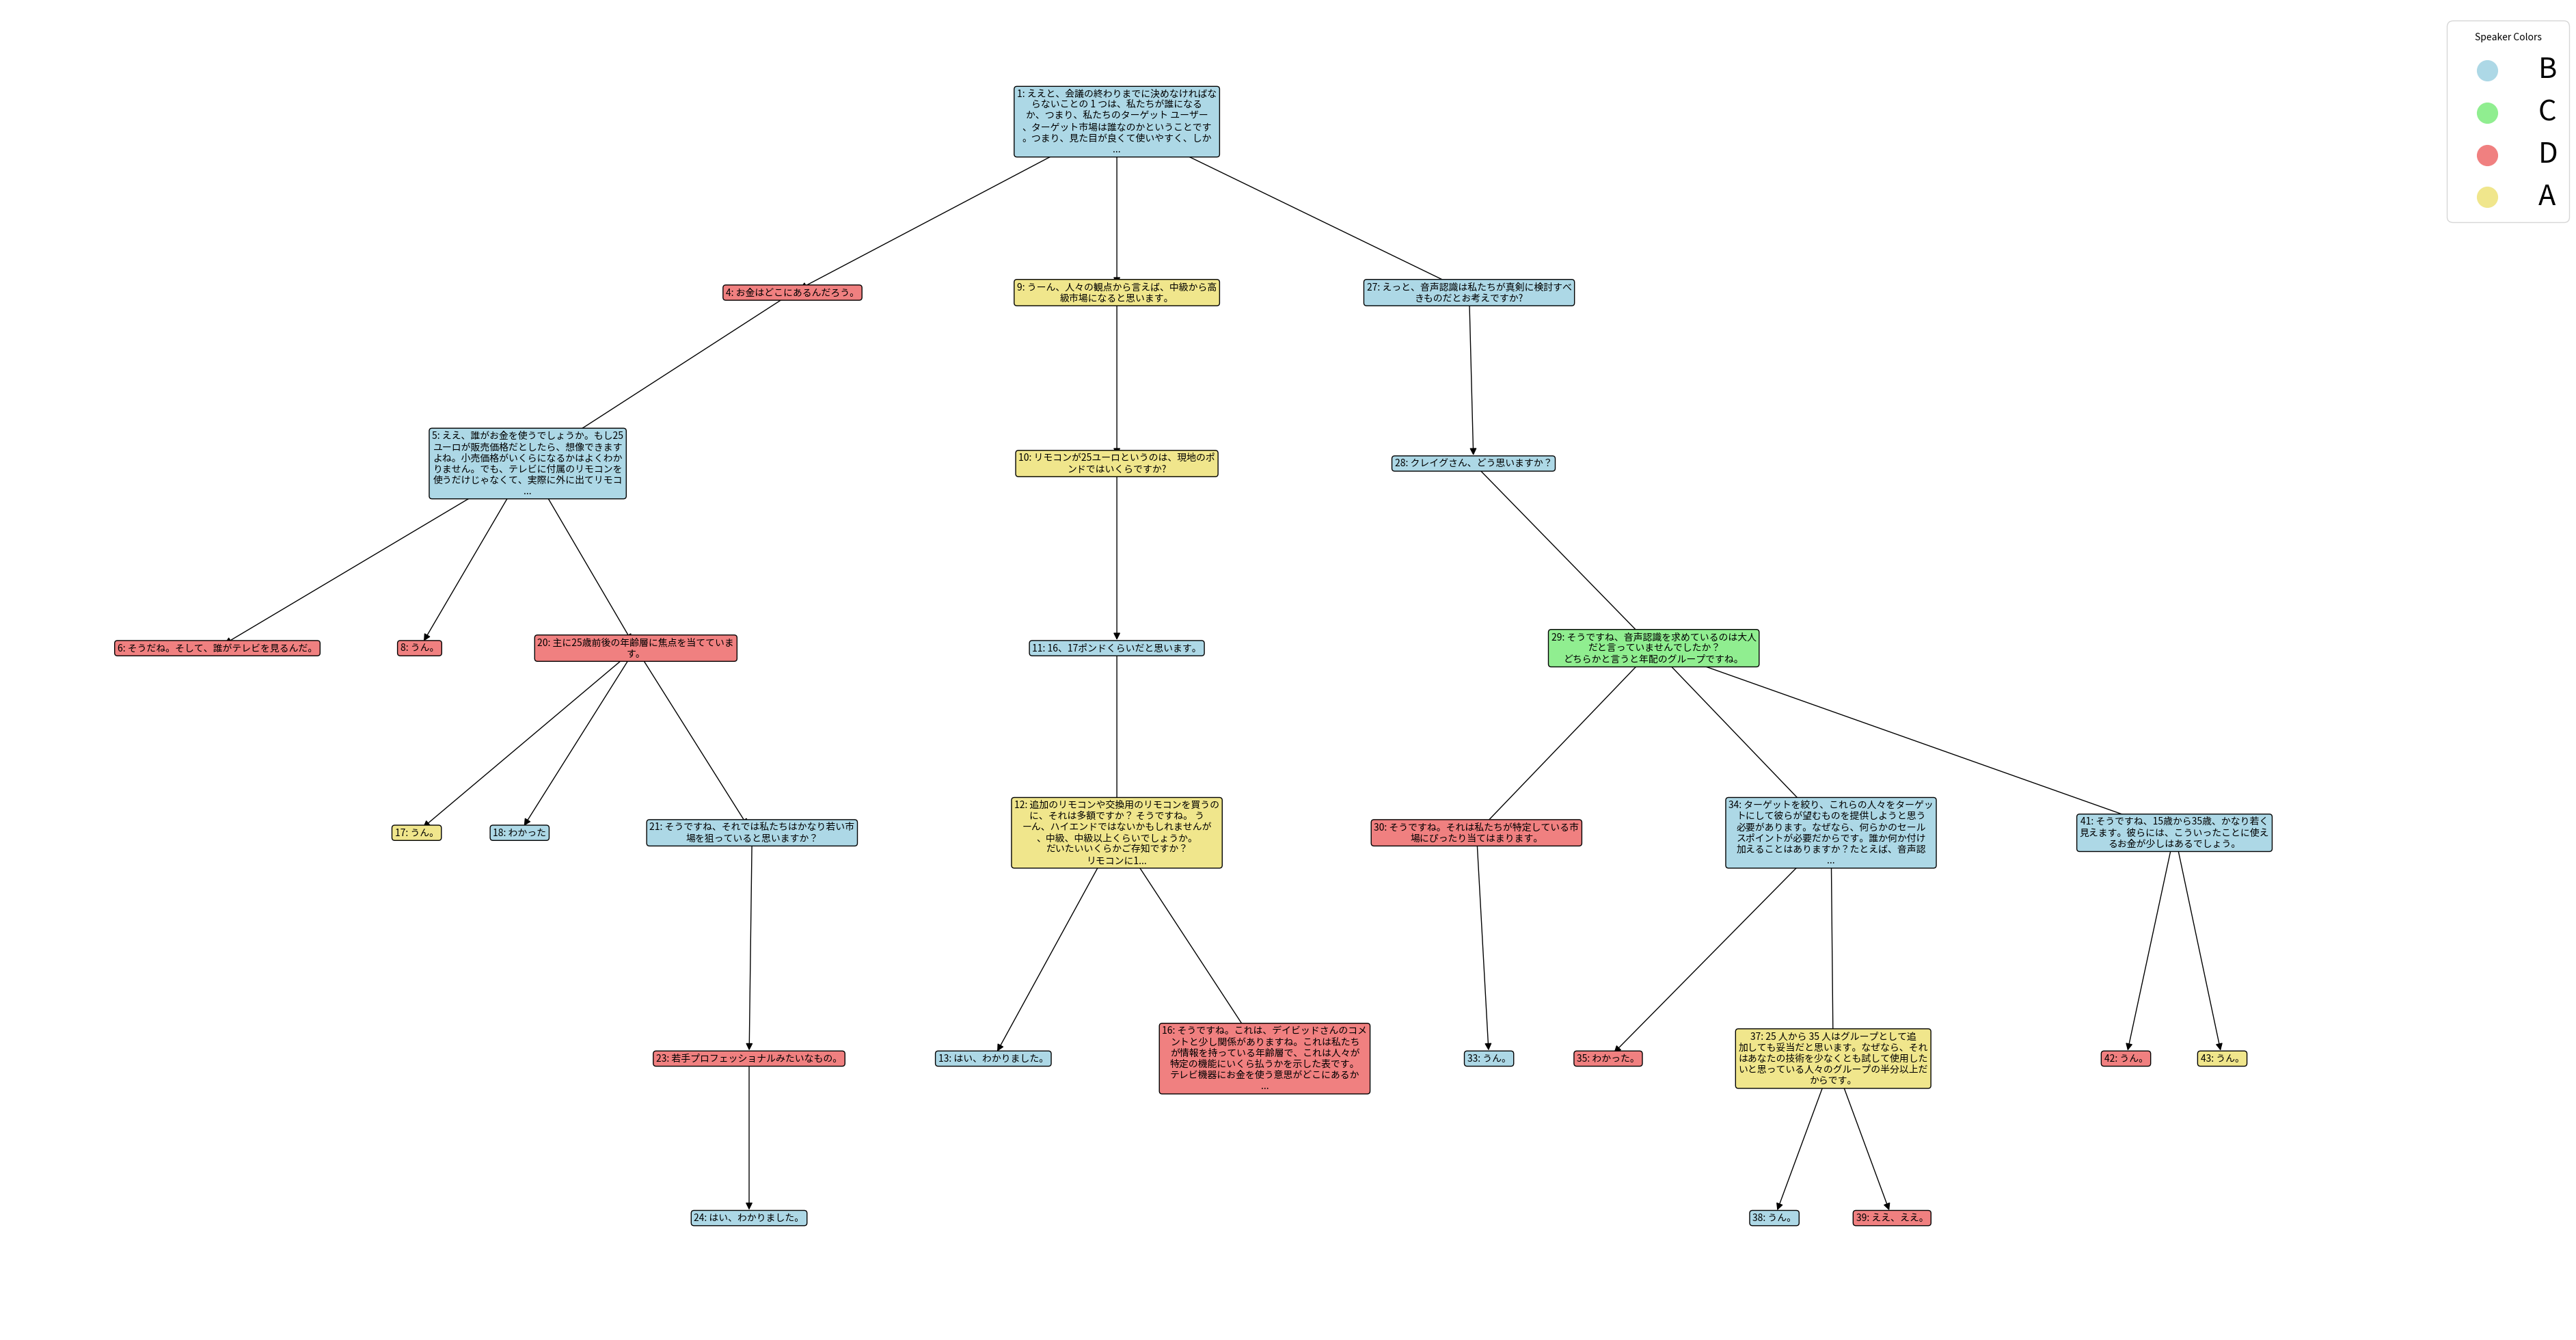 Speaker Colors
B
C
D
A
1: ええと、会議の終わりまでに決めなければな
らないことの 1 つは、私たちが誰になる
か、つまり、私たちのターゲット ユーザー
、ターゲット市場は誰なのかということです
。つまり、見た目が良くて使いやすく、しか
...
4: お金はどこにあるんだろう。
9: うーん、人々の観点から言えば、中級から高
級市場になると思います。
27: えっと、音声認識は私たちが真剣に検討すべ
きものだとお考えですか?
5: ええ、誰がお金を使うでしょうか。もし25
ユーロが販売価格だとしたら、想像できます
よね。小売価格がいくらになるかはよくわか
りません。でも、テレビに付属のリモコンを
使うだけじゃなくて、実際に外に出てリモコ
...
10: リモコンが25ユーロというのは、現地のポ
ンドではいくらですか?
28: クレイグさん、どう思いますか？
6: そうだね。そして、誰がテレビを見るんだ。
8: うん。
20: 主に25歳前後の年齢層に焦点を当てていま
す。
11: 16、17ポンドくらいだと思います。
29: そうですね、音声認識を求めているのは大人
だと言っていませんでしたか？
どちらかと言うと年配のグループですね。
17: うん。
18: わかった
21: そうですね、それでは私たちはかなり若い市
場を狙っていると思いますか？
12: 追加のリモコンや交換用のリモコンを買うの
に、それは多額ですか？ そうですね。 う
ーん、ハイエンドではないかもしれませんが
、中級、中級以上くらいでしょうか。
だいたいいくらかご存知ですか？
リモコンに1...
30: そうですね。それは私たちが特定している市
場にぴったり当てはまります。
34: ターゲットを絞り、これらの人々をターゲッ
トにして彼らが望むものを提供しようと思う
必要があります。なぜなら、何らかのセール
スポイントが必要だからです。誰か何か付け
加えることはありますか？たとえば、音声認
...
41: そうですね、15歳から35歳、かなり若く
見えます。彼らには、こういったことに使え
るお金が少しはあるでしょう。
23: 若手プロフェッショナルみたいなもの。
13: はい、わかりました。
16: そうですね。これは、デイビッドさんのコメ
ントと少し関係がありますね。これは私たち
が情報を持っている年齢層で、これは人々が
特定の機能にいくら払うかを示した表です。
テレビ機器にお金を使う意思がどこにあるか
...
33: うん。
35: わかった。
37: 25 人から 35 人はグループとして追
加しても妥当だと思います。なぜなら、それ
はあなたの技術を少なくとも試して使用した
いと思っている人々のグループの半分以上だ
からです。
42: うん。
43: うん。
24: はい、わかりました。
38: うん。
39: ええ、ええ。